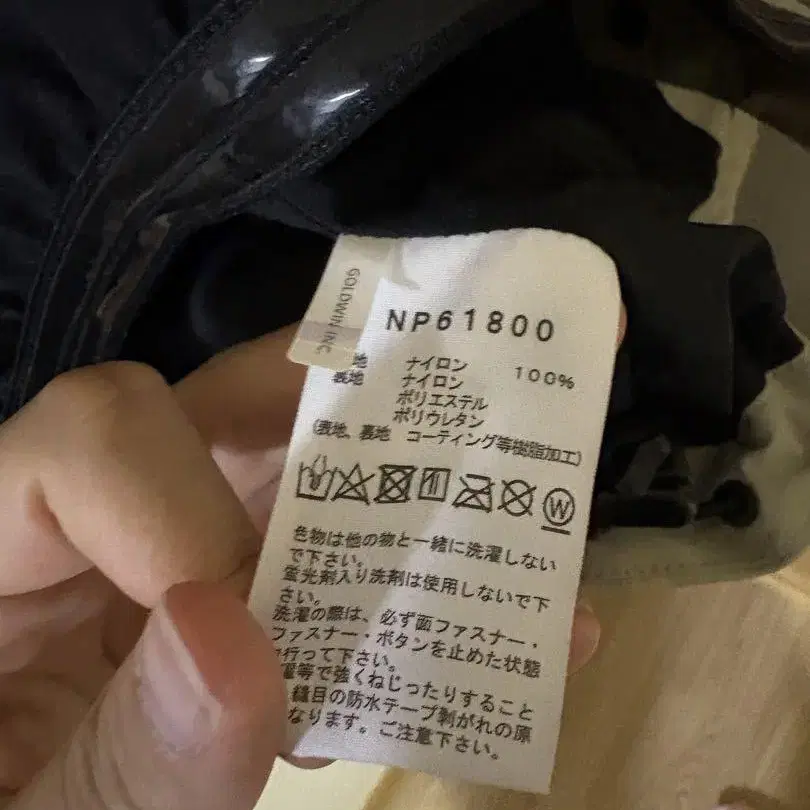 GOLDWIN INC.
NP61800
地 ナイロン 100%
表地 ナイロン
ポリエステル
ポリウレタン
(表地、裏地 コーティング等樹脂加工)
W
色物は他の物と一緒に洗濯しない
で下さい。
蛍光剤入り洗剤は使用しないで下
さい。
洗濯の際は、必ず面ファスナー・
ファスナー・ボタンを止めた状態
行って下さい。
濯等で強くねじったりすること
縫目の防水テープ剥がれの原
なります。ご注意下さい。